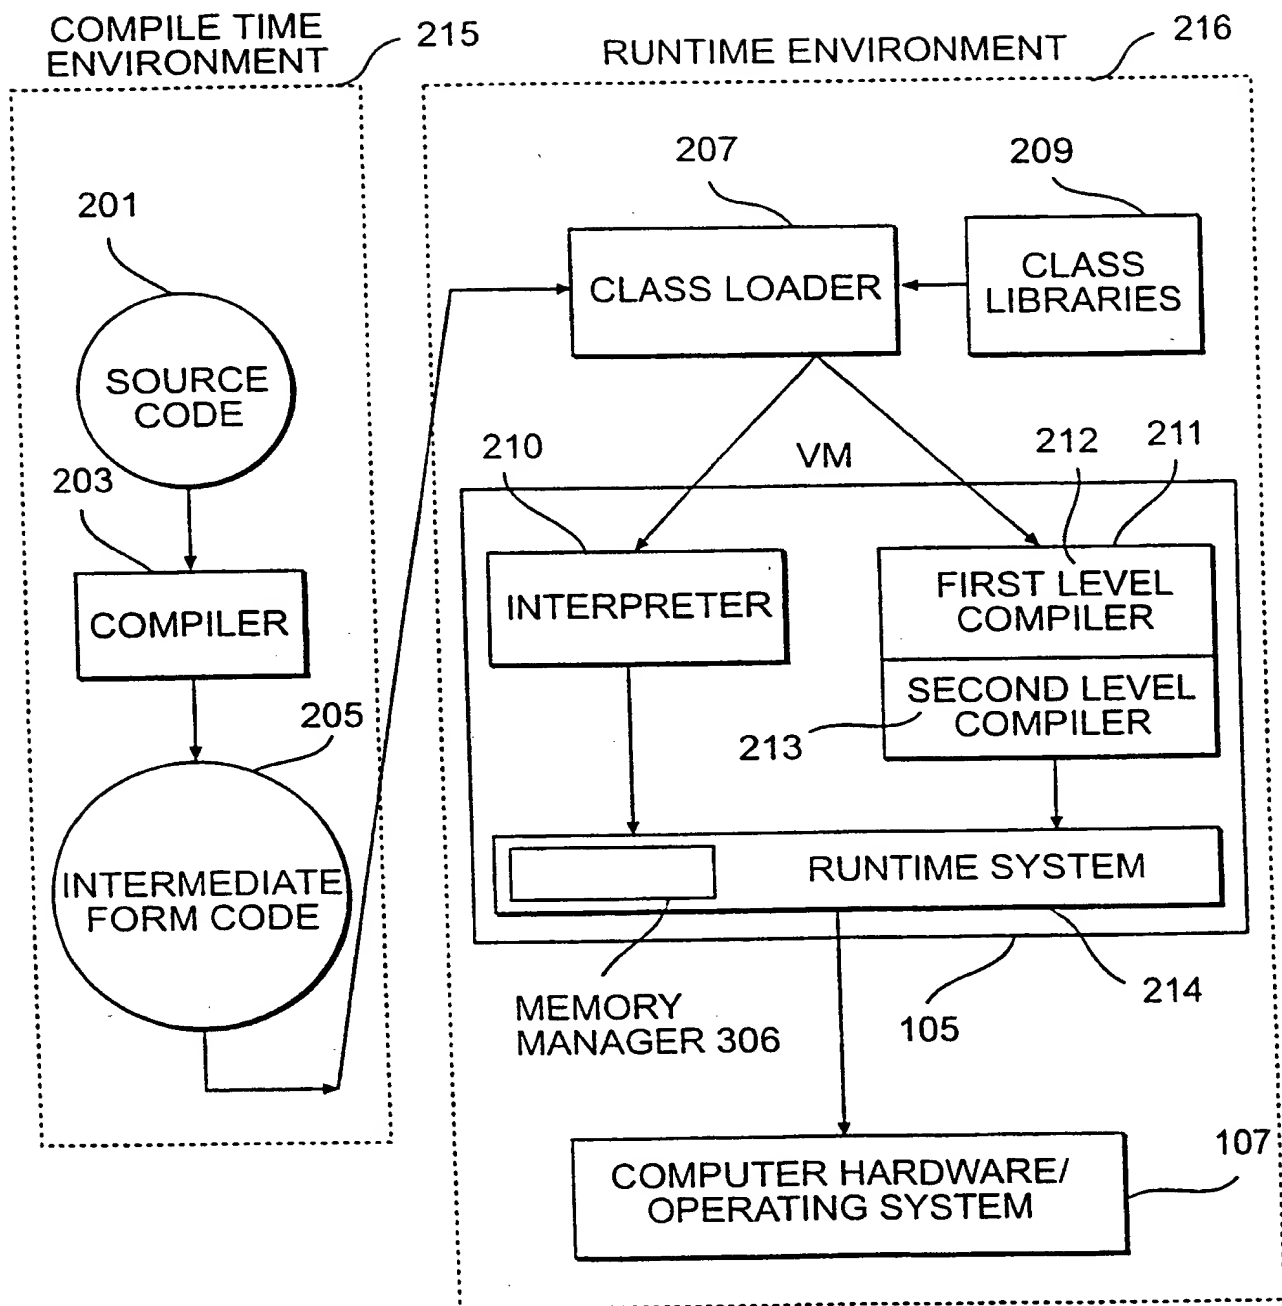 COMPILE TIME
ENVIRONMENT
215
201
SOURCE
CODE
203
COMPILER
205
INTERMEDIATE
FORM CODE
RUNTIME ENVIRONMENT
216
207
209
CLASS LOADER
CLASS
LIBRARIES
210
VM
212
211
INTERPRETER
FIRST LEVEL
COMPILER
SECOND LEVEL
COMPILER
213
RUNTIME SYSTEM
MEMORY
MANAGER 306
105
214
COMPUTER HARDWARE/
OPERATING SYSTEM
107